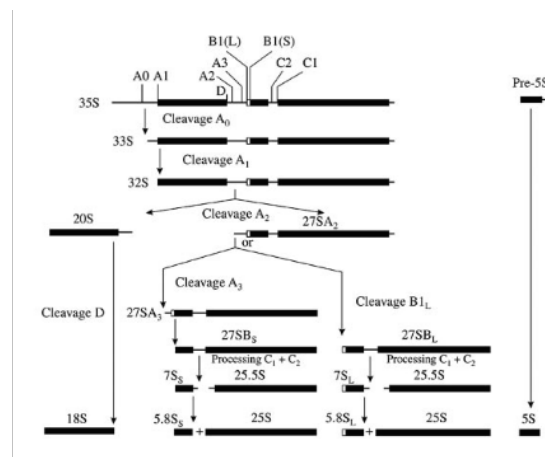 B1(L) B1(S)
A3 C2 C1
A0 A1 A2
D
35S Pre-5S
Cleavage A0
33S
Cleavage A1
32S
Cleavage A2
20S 27SA2
or
Cleavage A3
Cleavage D Cleavage B1L
27SA3
27SBS 27SBL
Processing C1 + C2 Processing C1 + C2
7SS 25.5S 7SL 25.5S
18S 5.8SS 25S 5.8SL 25S 5S
+ +